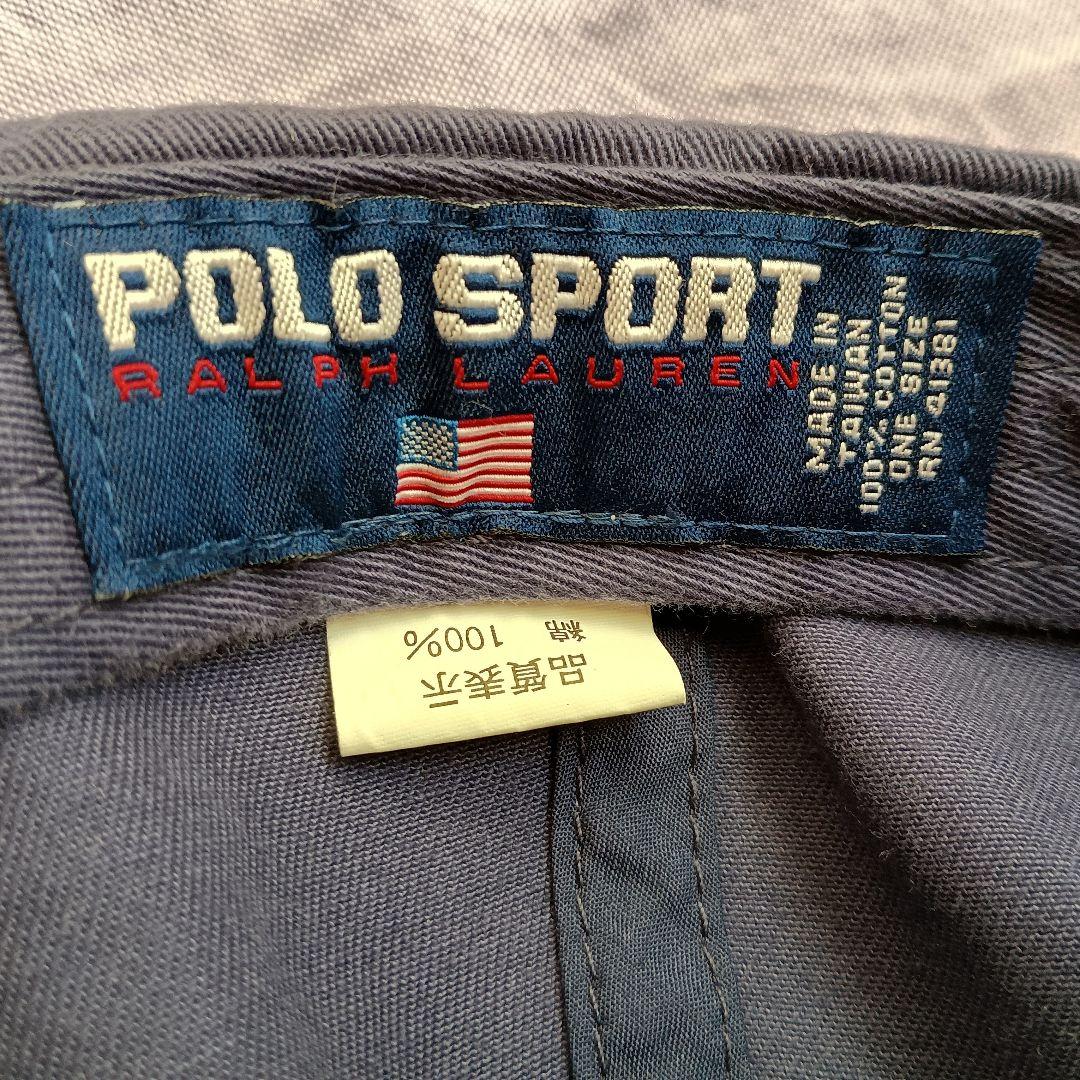 POLO SPORT
RALPH LAUREN
MADE IN
TAIWAN
100% COTTON
ONE SIZE
RN 41381
品質表示
綿 100%